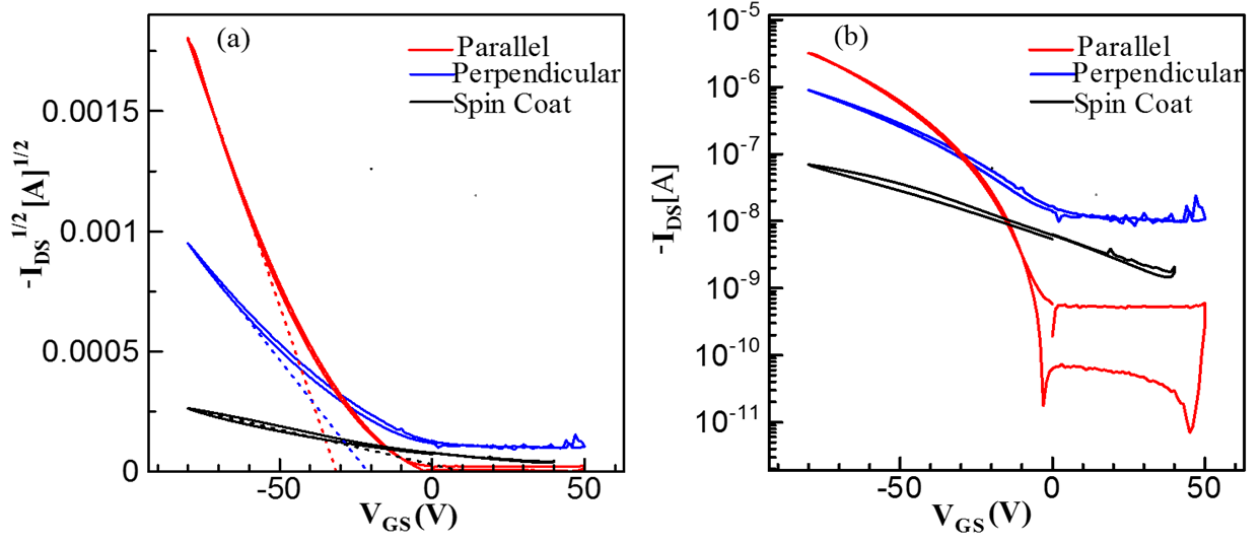 (a)
Parallel
Perpendicular
Spin Coat
0.0015
0.001
0.0005
0
-50
0
50
-I_DS^1/2 [A]^1/2
V_GS (V)
(b)
Parallel
Perpendicular
Spin Coat
10^-5
10^-6
10^-7
10^-8
10^-9
10^-10
10^-11
-50
0
50
-I_DS[A]
V_GS (V)